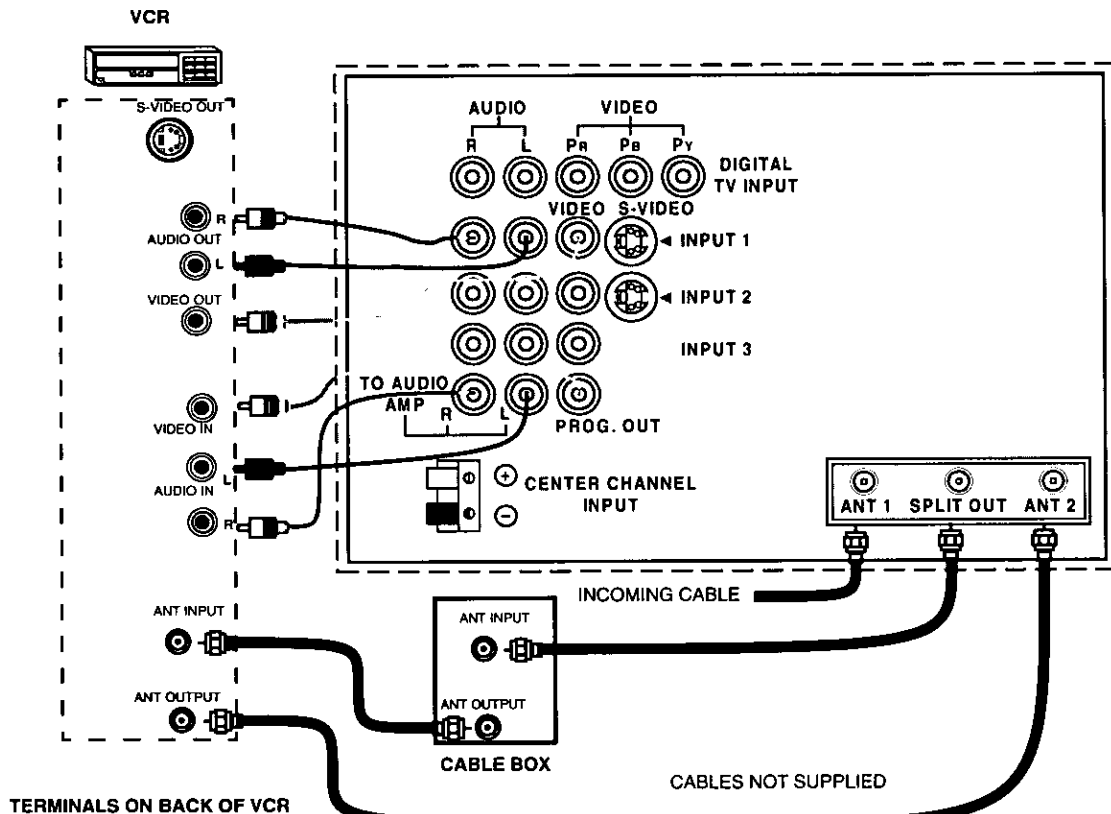 VCR
S-VIDEO OUT
R
AUDIO OUT
L
VIDEO OUT
VIDEO IN
L
AUDIO IN
R
ANT INPUT
ANT OUTPUT
TERMINALS ON BACK OF VCR
AUDIO VIDEO
R L PR PB PY
DIGITAL
TV INPUT
VIDEO S-VIDEO
INPUT 1
INPUT 2
INPUT 3
TO AUDIO
AMP R L
PROG. OUT
+
CENTER CHANNEL
INPUT
−
ANT 1 SPLIT OUT ANT 2
INCOMING CABLE
ANT INPUT
ANT OUTPUT
CABLE BOX
CABLES NOT SUPPLIED